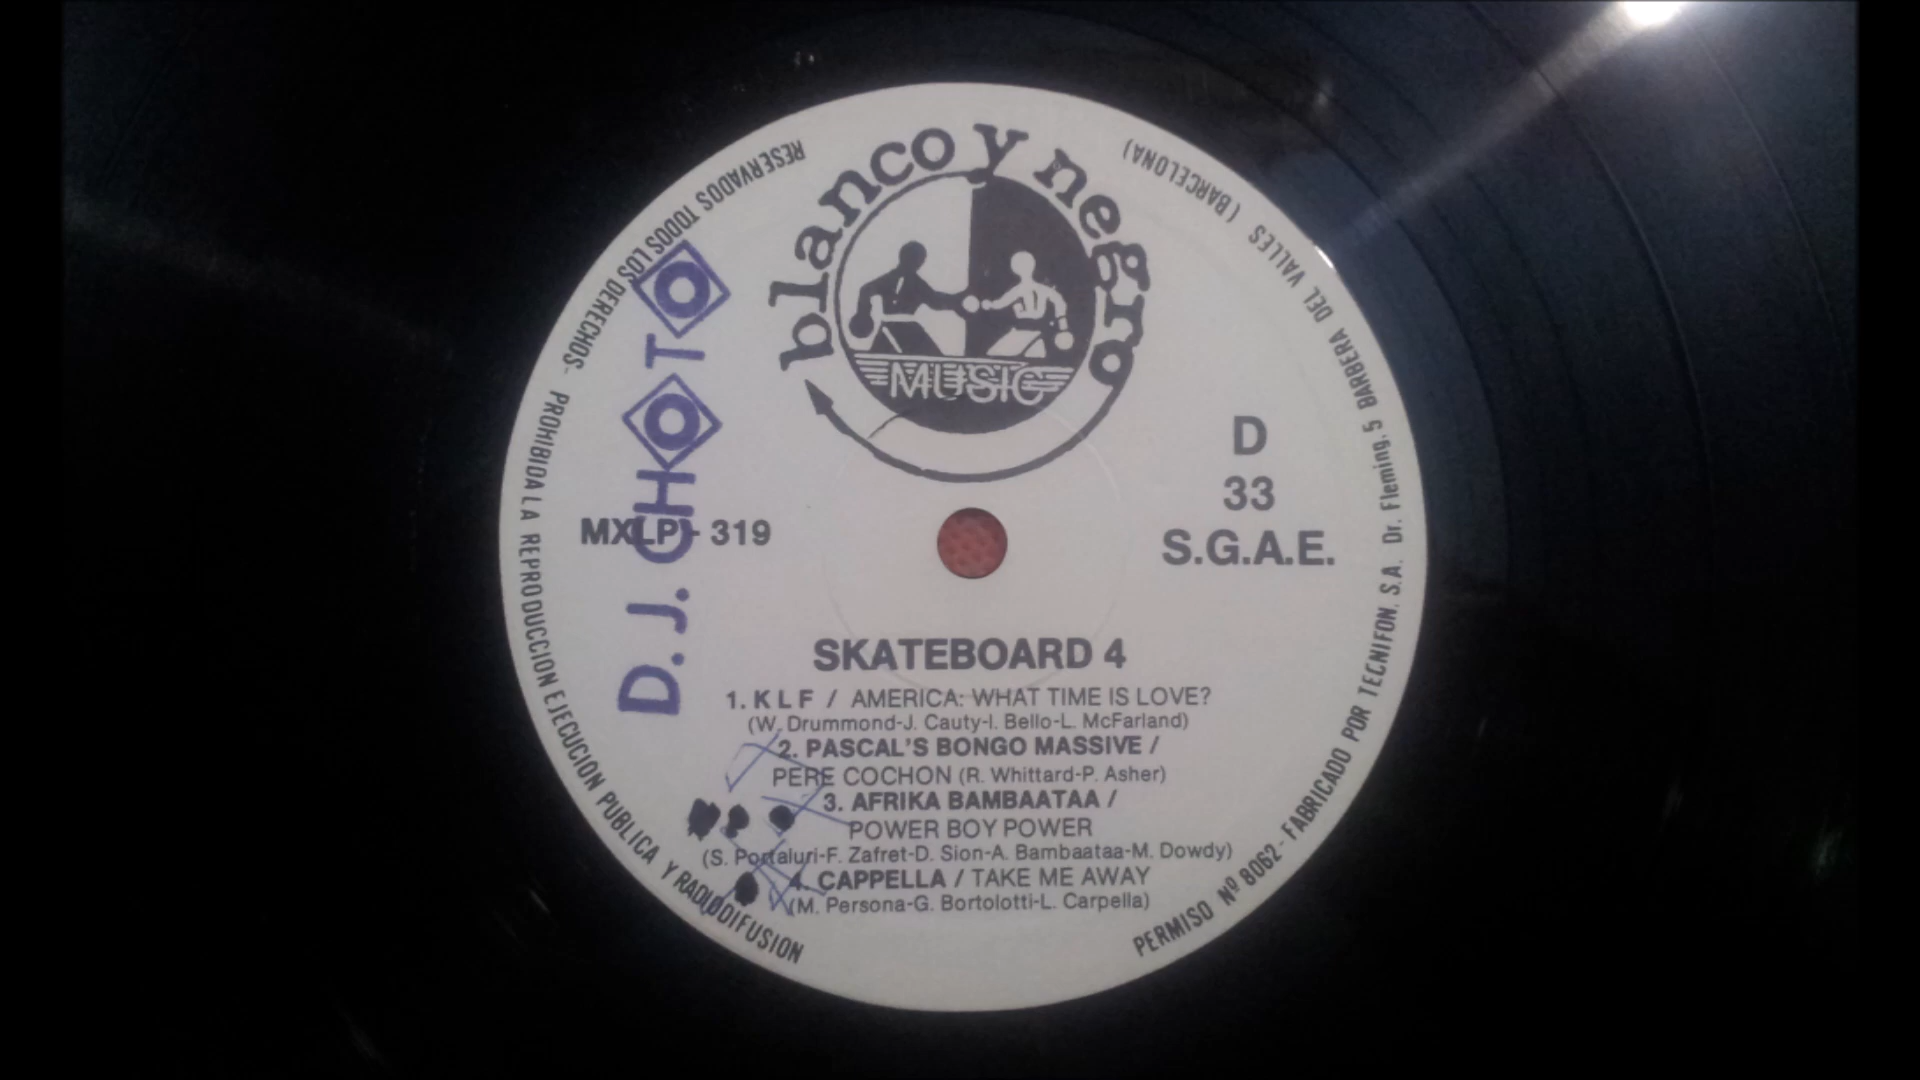 blanco y negro
MUSIC
D. J. CHOTO
MXLP - 319
D
33
S.G.A.E.
SKATEBOARD 4
1. K L F / AMERICA: WHAT TIME IS LOVE?
(W. Drummond-J. Cauty-I. Bello-L. McFarland)
2. PASCAL'S BONGO MASSIVE /
PERE COCHON (R. Whittard-P. Asher)
3. AFRIKA BAMBAATAA /
POWER BOY POWER
(S. Portaluri-F. Zafret-D. Sion-A. Bambaataa-M. Dowdy)
4. CAPPELLA / TAKE ME AWAY
(M. Persona-G. Bortolotti-L. Carpella)
RESERVADOS TODOS LOS DERECHOS- PROHIBIDA LA REPRODUCCION EJECUCION PUBLICA Y RADIODIFUSION
PERMISO Nº 8062- FABRICADO POR TECNIFON, S.A. Dr. Fleming, 5 BARBERA DEL VALLES (BARCELONA)